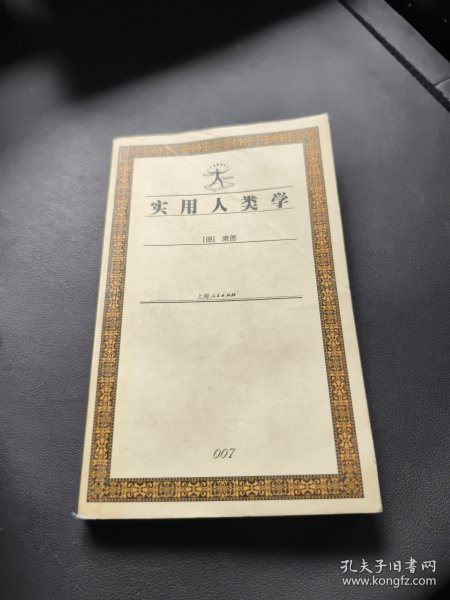 实用人类学
[德] 康德
上海人民出版社
007
孔夫子旧书网
www.kongfz.com